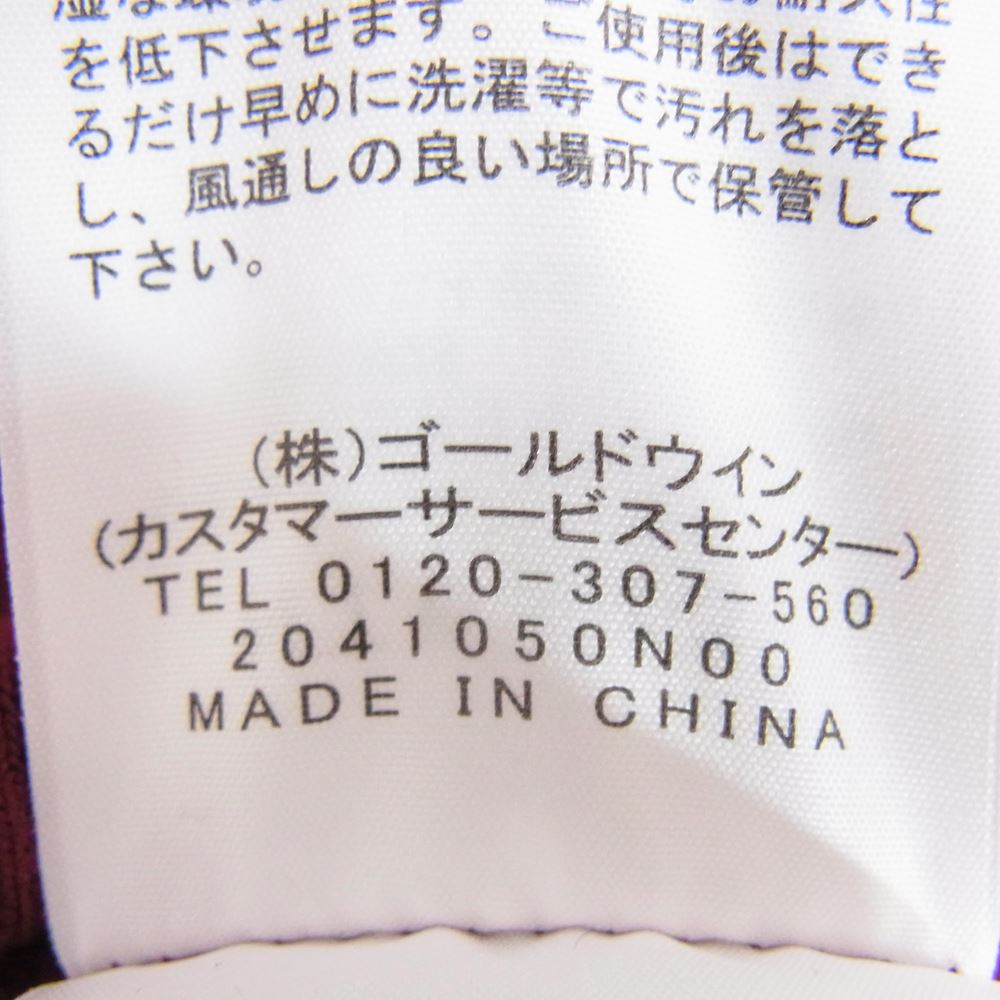 を低下させます。ご使用後はでき
るだけ早めに洗濯等で汚れを落と
し、風通しの良い場所で保管して
下さい。
(株)ゴールドウイン
(カスタマーサービスセンター)
TEL 0120-307-560
2041050N00
MADE IN CHINA